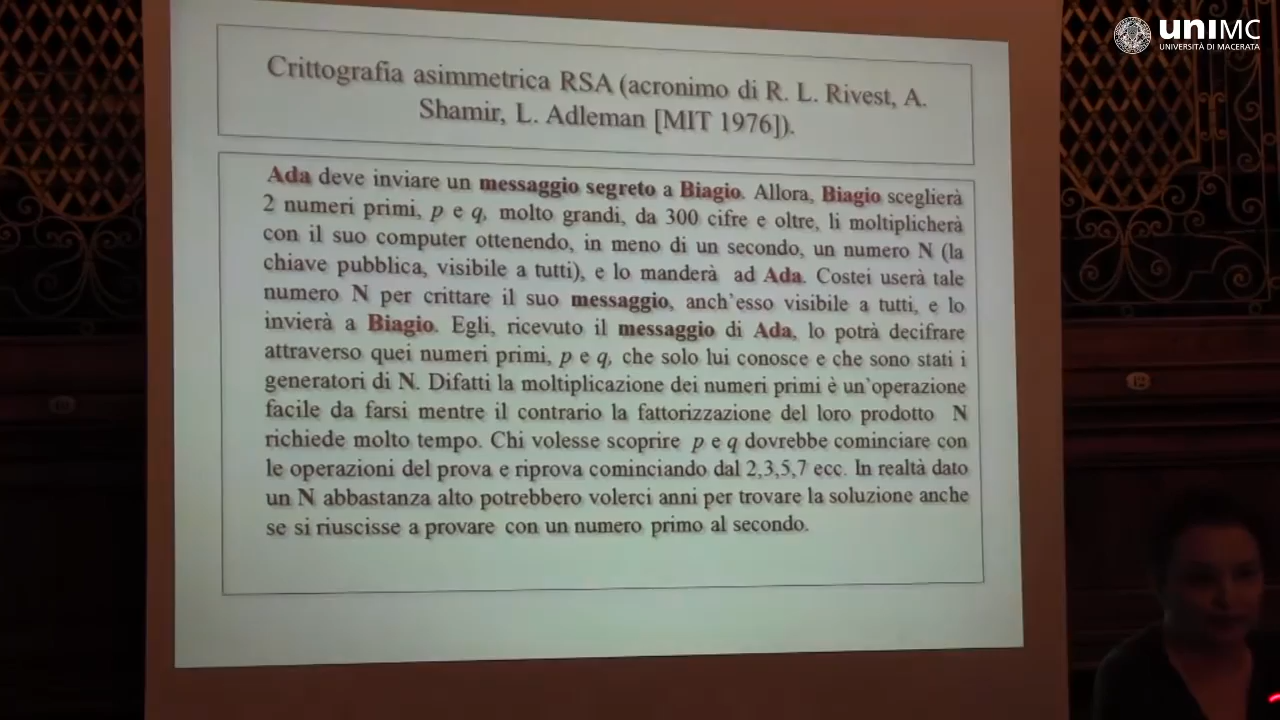 uniMC
UNIVERSITÀ DI MACERATA
Crittografia asimmetrica RSA (acronimo di R. L. Rivest, A.
Shamir, L. Adleman [MIT 1976]).
Ada deve inviare un messaggio segreto a Biagio. Allora, Biagio sceglierà
2 numeri primi, p e q, molto grandi, da 300 cifre e oltre, li moltiplicherà
con il suo computer ottenendo, in meno di un secondo, un numero N (la
chiave pubblica, visibile a tutti), e lo manderà ad Ada. Costei userà tale
numero N per crittare il suo messaggio, anch'esso visibile a tutti, e lo
invierà a Biagio. Egli, ricevuto il messaggio di Ada, lo potrà decifrare
attraverso quei numeri primi, p e q, che solo lui conosce e che sono stati i
generatori di N. Difatti la moltiplicazione dei numeri primi è un'operazione
facile da farsi mentre il contrario la fattorizzazione del loro prodotto N
richiede molto tempo. Chi volesse scoprire p e q dovrebbe cominciare con
le operazioni del prova e riprova cominciando dal 2,3,5,7 ecc. In realtà dato
un N abbastanza alto potrebbero volerci anni per trovare la soluzione anche
se si riuscisse a provare con un numero primo al secondo.
12